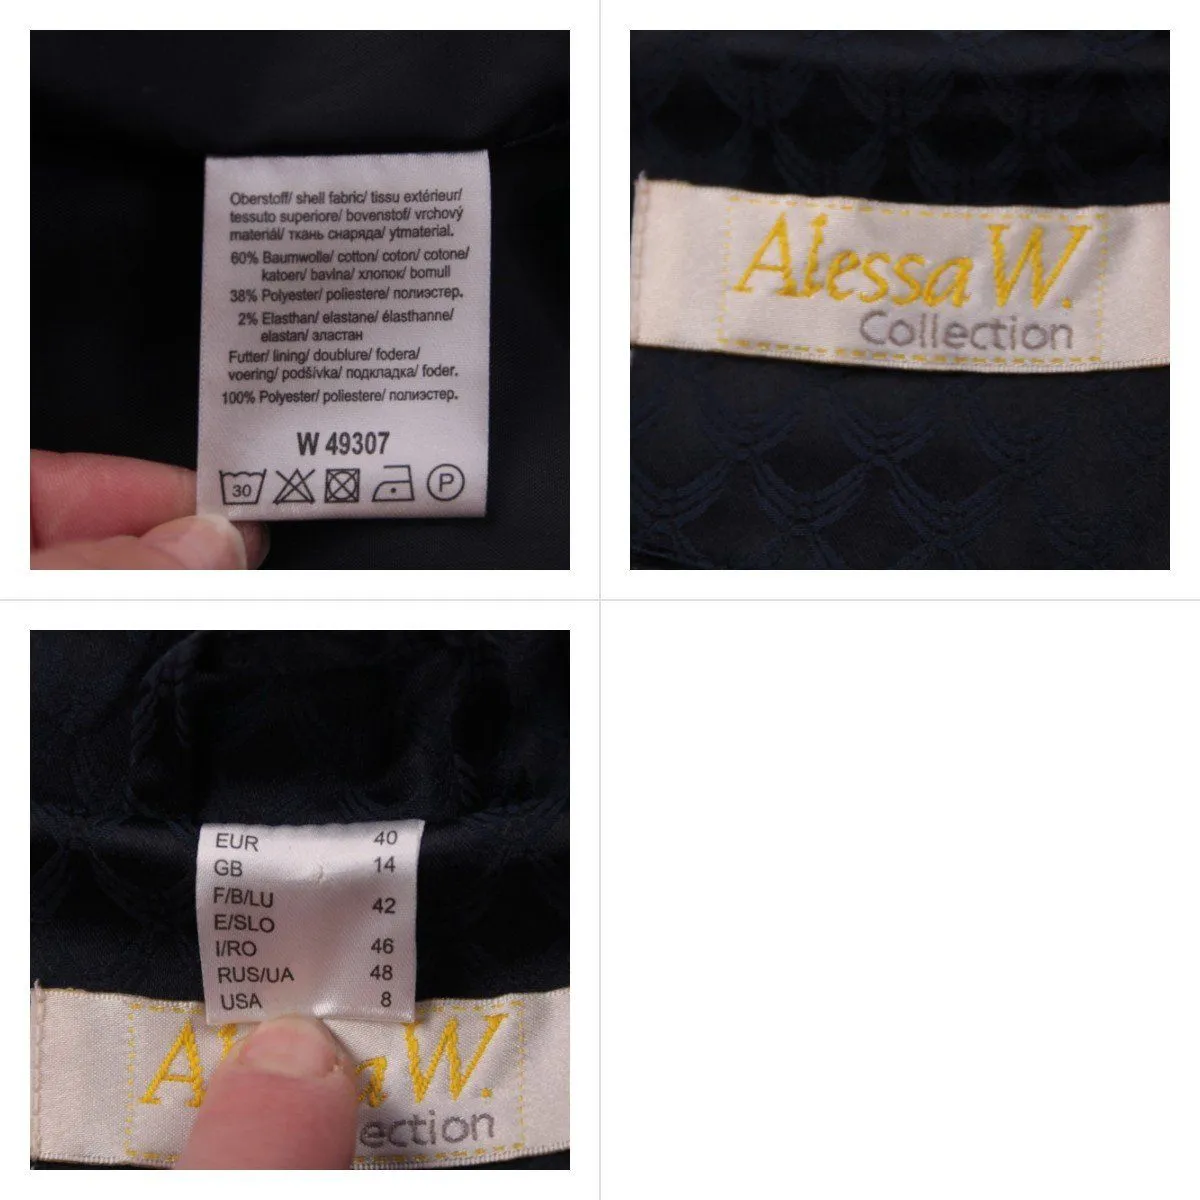 Oberstoff/ shell fabric/ tissu extérieur/
tessuto superiore/ bovenstof/ vrchový
materiál/ ткань снаряда/ ytmaterial.
60% Baumwolle/ cotton/ coton/ cotone/
katoen/ bavlna/ хлопок/ bomull
38% Polyester/ poliestere/ полиэстер.
2% Elasthan/ elastane/ élasthanne/
elastan/ эластан
Futter/ lining/ doublure/ fodera/
voering/ podšívka/ подкладка/ foder.
100% Polyester/ poliestere/ полиэстер.
W 49307
30
P
Alessa W.
Collection
EUR 40
GB 14
F/B/LU 42
E/SLO
I/RO 46
RUS/UA 48
USA 8
A a W.
ection